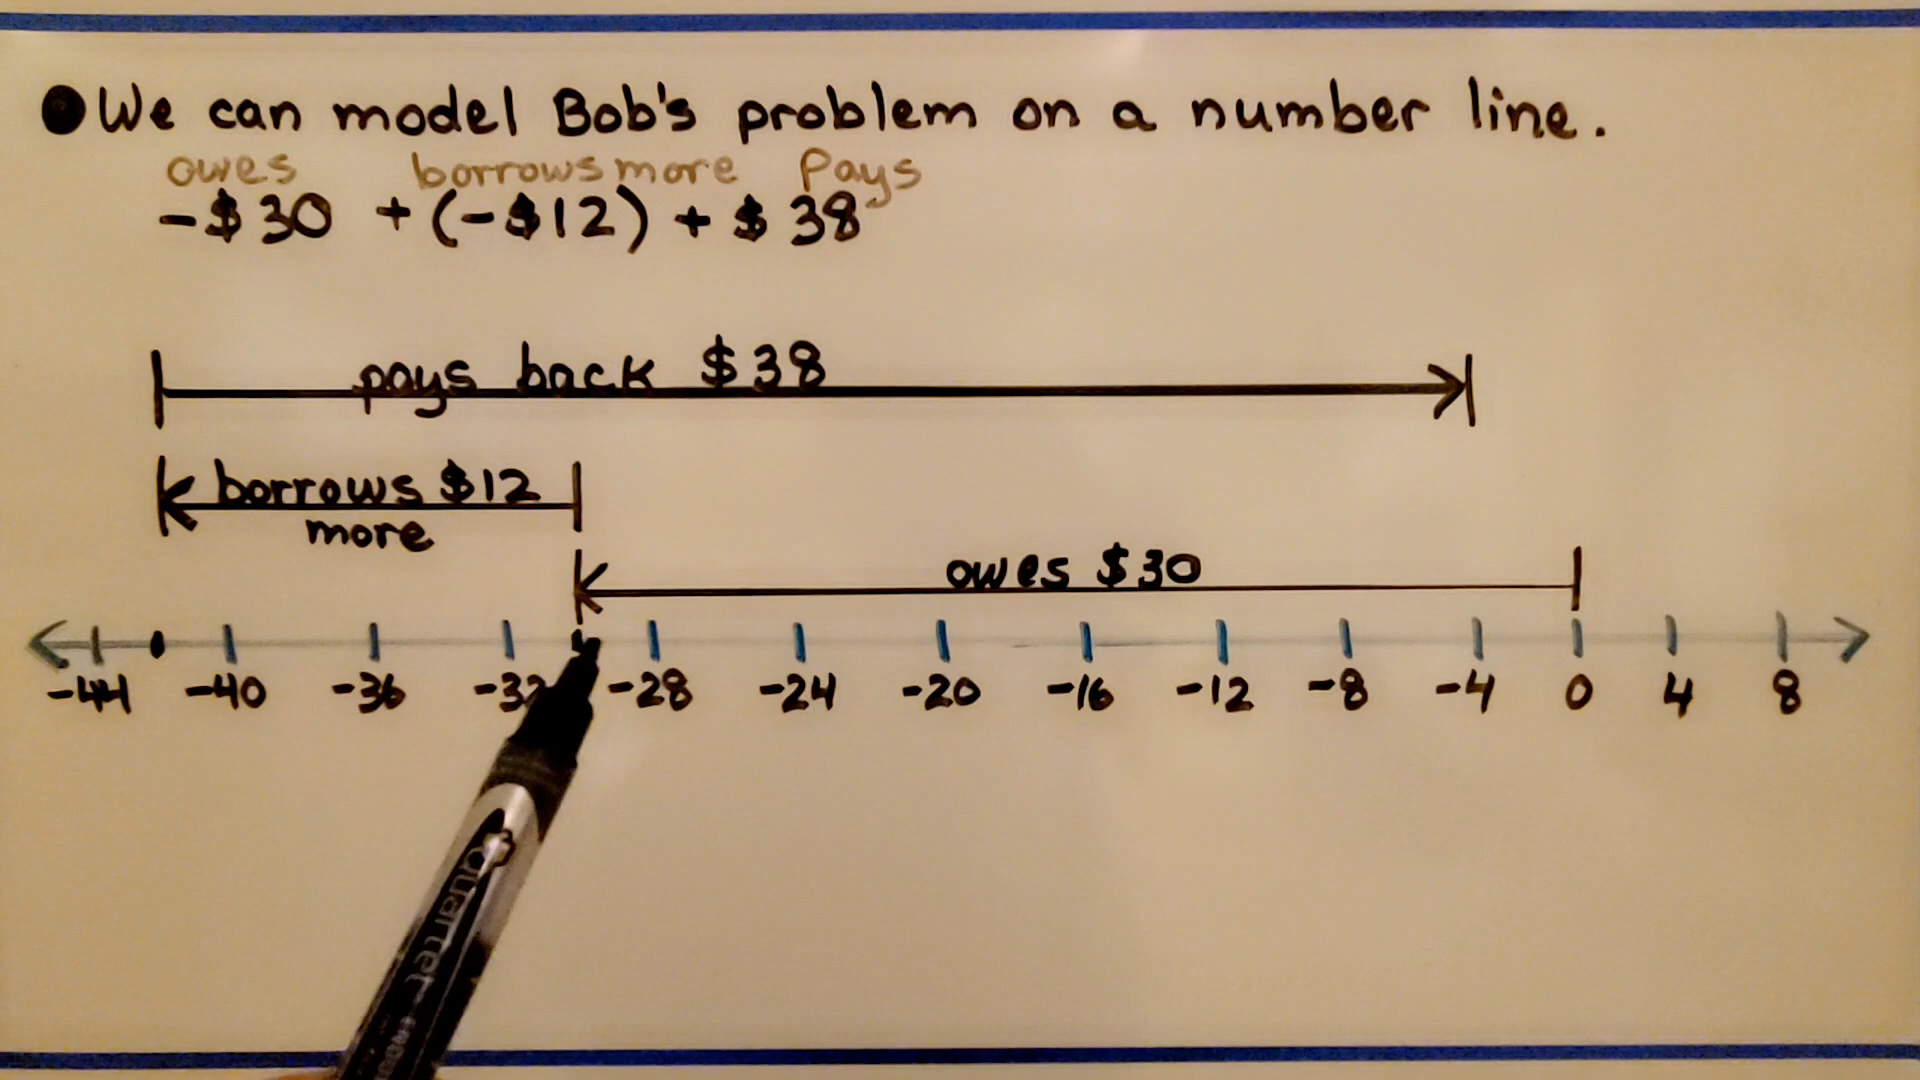 We can model Bob's problem on a number line.
owes borrows more Pays
-$30 + (-$12) + $38
pays back $38
borrows $12
more
owes $30
-44 -40 -36 -32 -28 -24 -20 -16 -12 -8 -4 0 4 8
Quartet